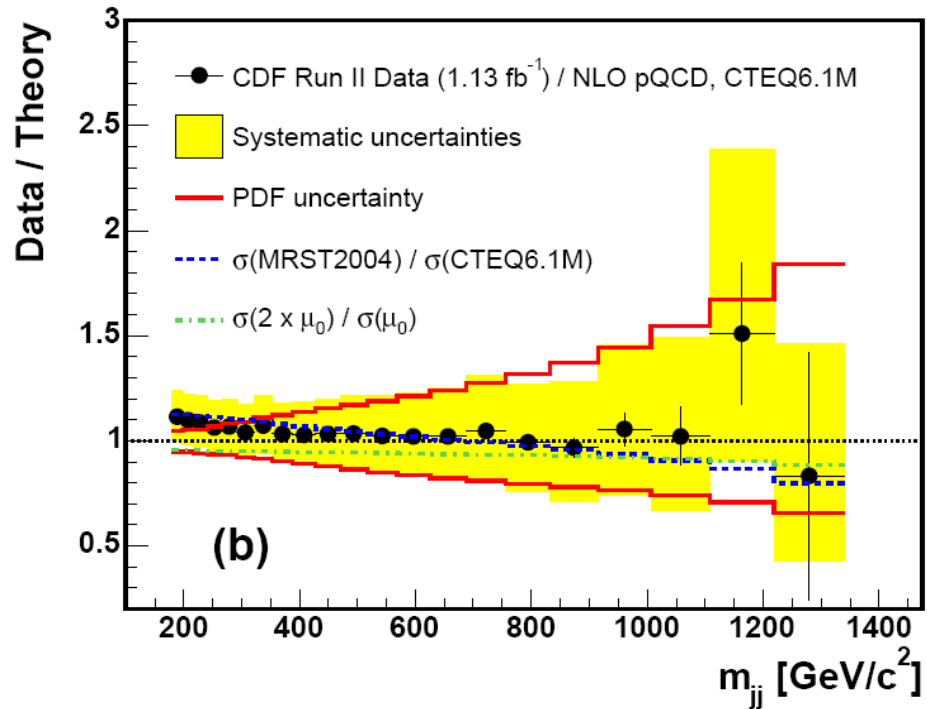 3
CDF Run II Data (1.13 fb⁻¹) / NLO pQCD, CTEQ6.1M
2.5
Systematic uncertainties
PDF uncertainty
2
σ(MRST2004) / σ(CTEQ6.1M)
σ(2 x μ₀) / σ(μ₀)
1.5
1
0.5
(b)
Data / Theory
200 400 600 800 1000 1200 1400
m_jj [GeV/c²]